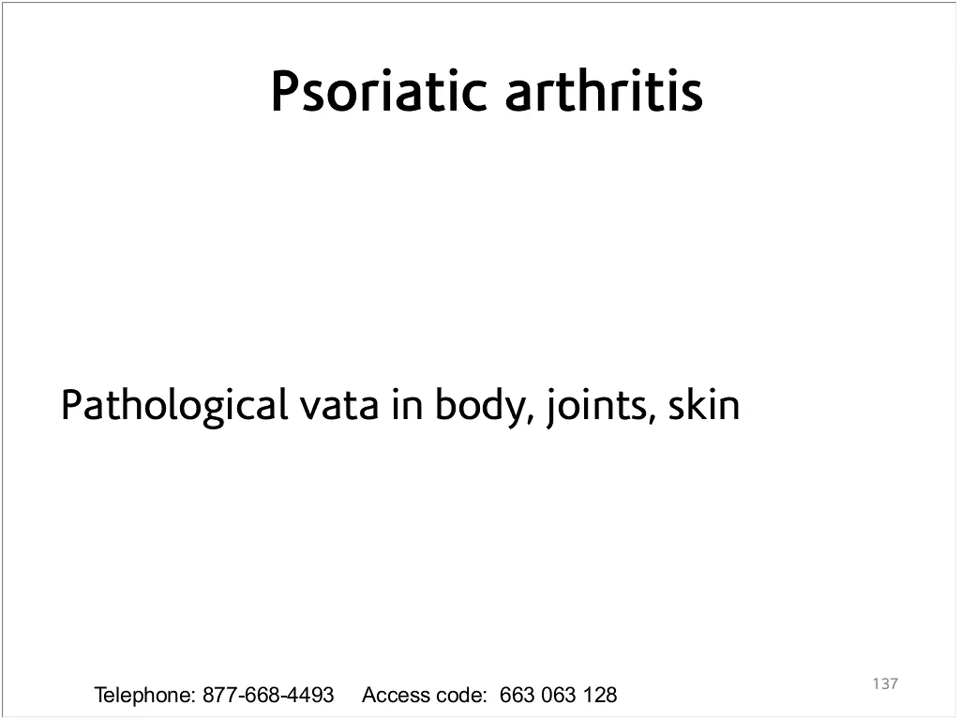 Psoriatic arthritis
Pathological vata in body, joints, skin
Telephone: 877-668-4493 Access code: 663 063 128
137